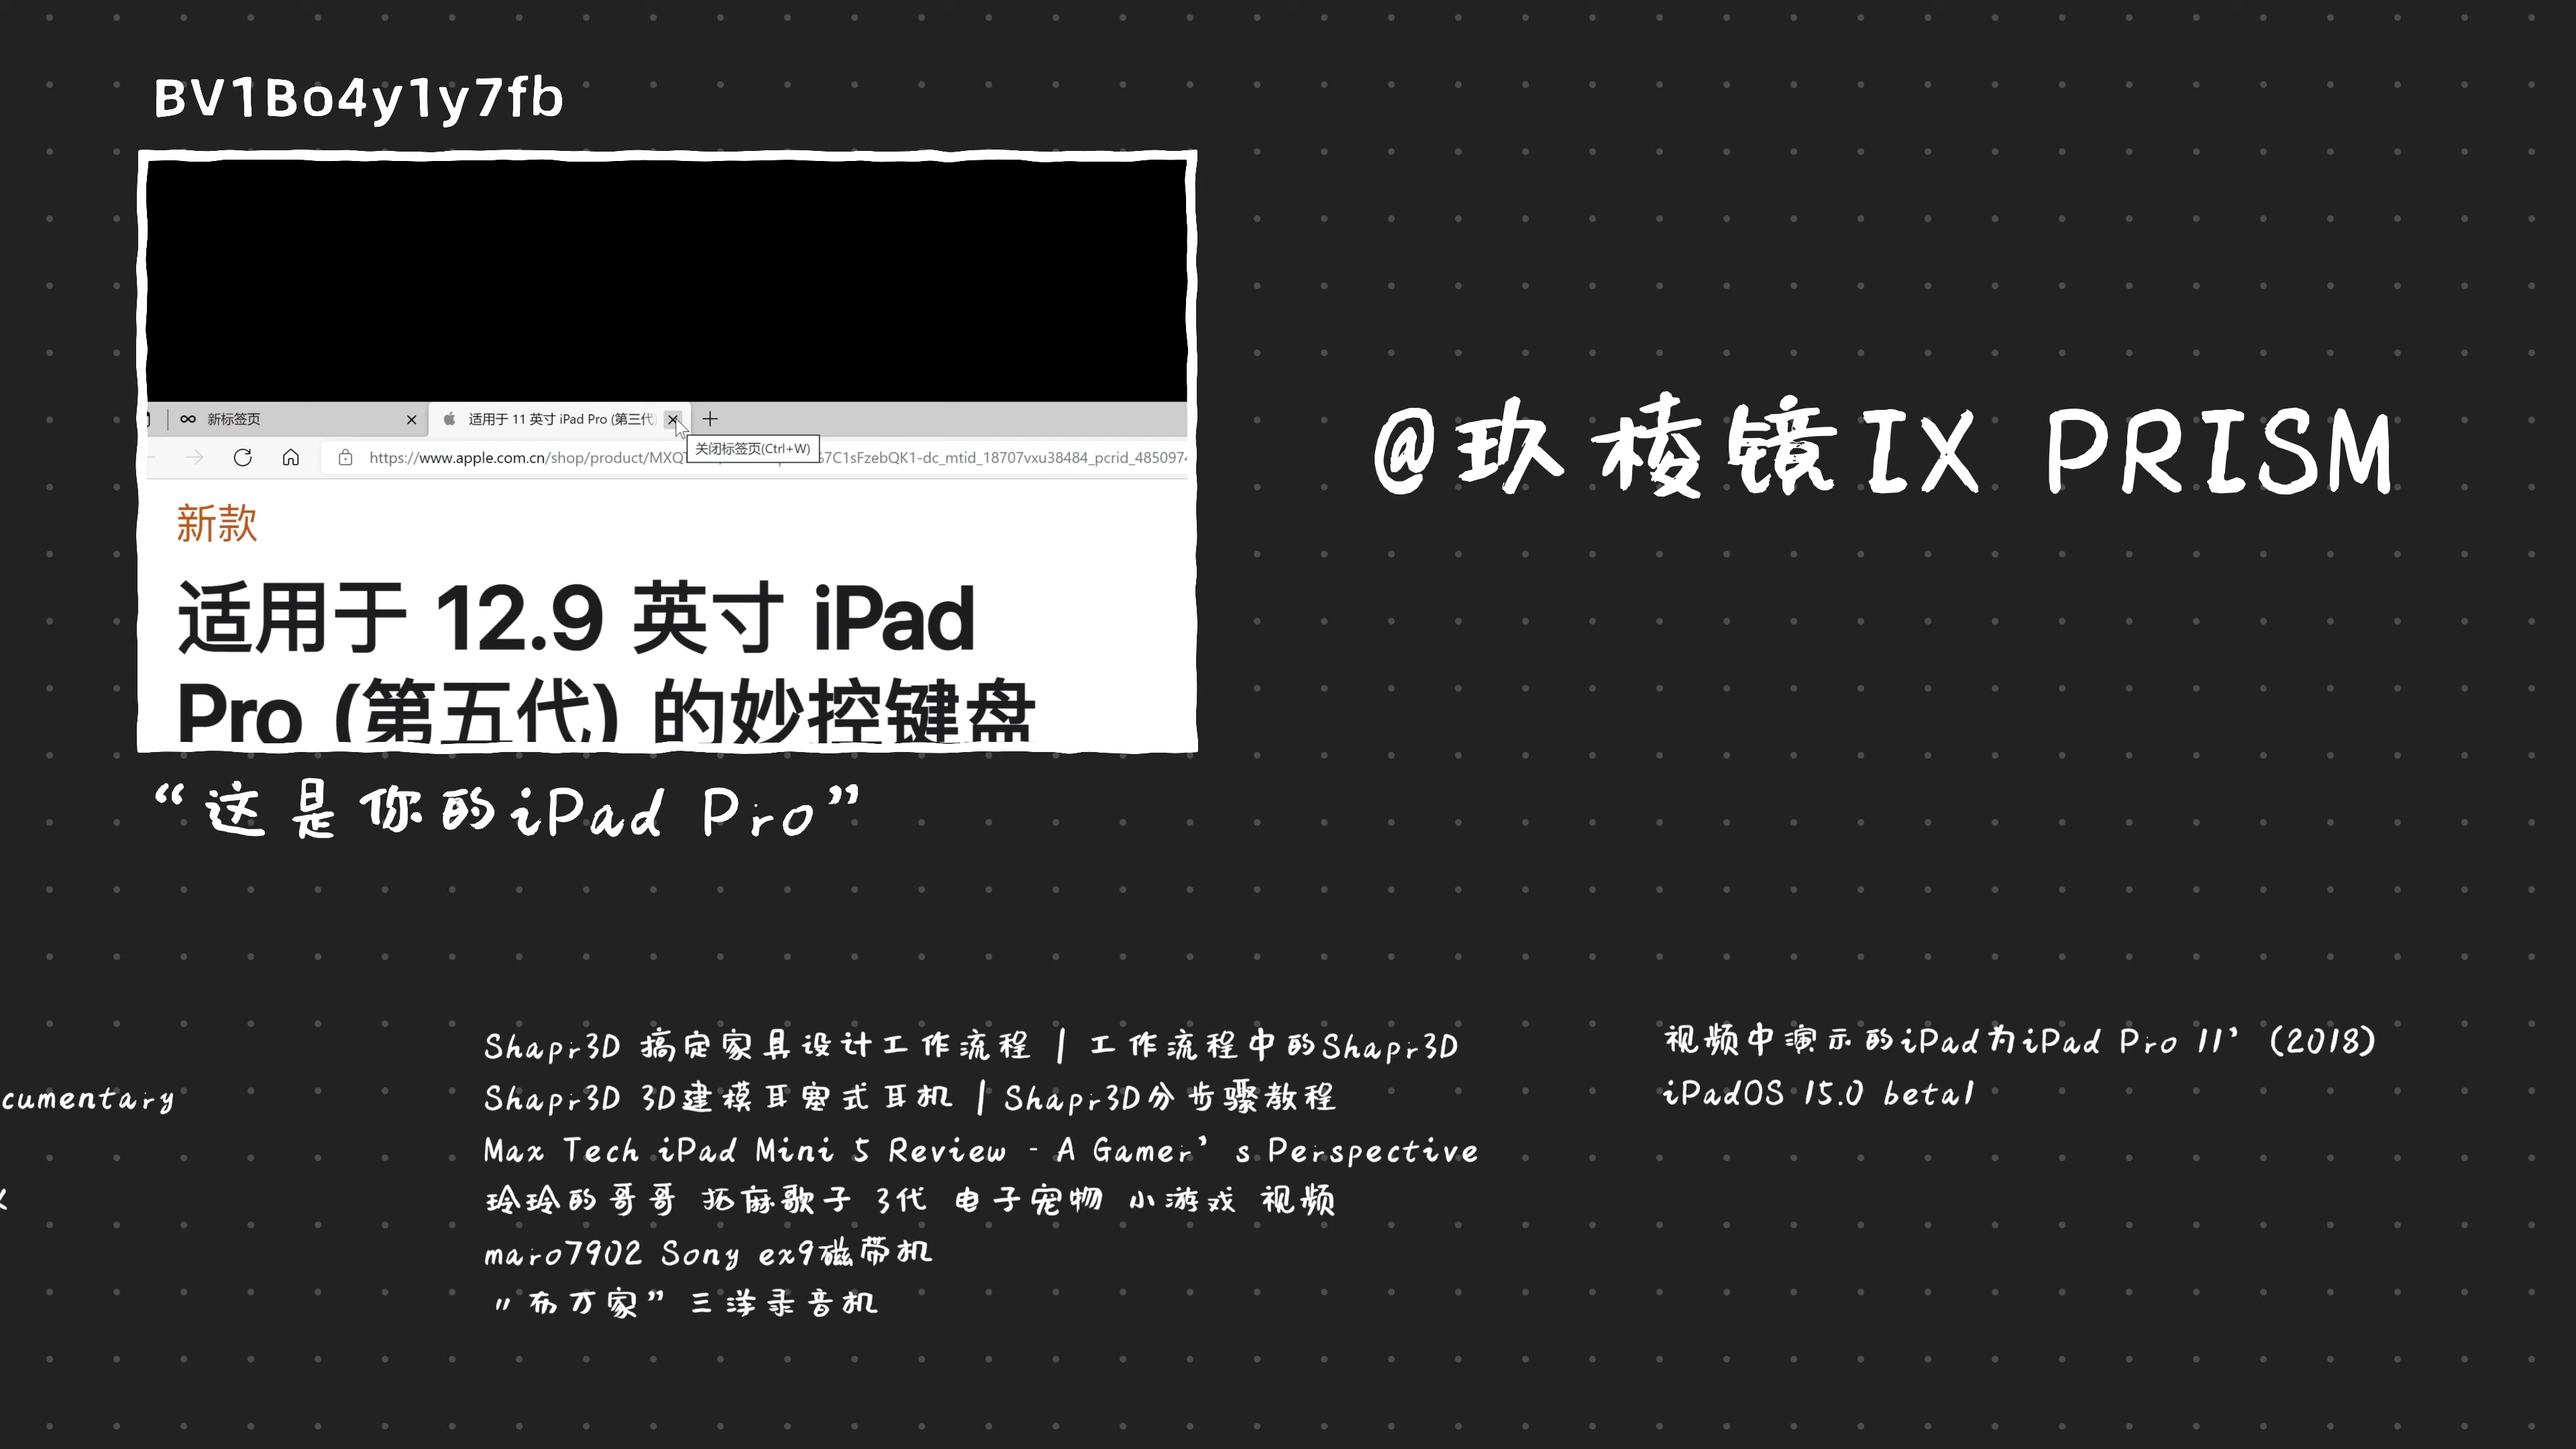 BV1Bo4y1y7fb
新标签页
适用于 11 英寸 iPad Pro (第三代
关闭标签页(Ctrl+W)
https://www.apple.com.cn/shop/product/MXQ 7C1sFzebQK1-dc_mtid_18707vxu38484_pcrid_485097
新款
适用于 12.9 英寸 iPad
Pro (第五代) 的妙控键盘
“这是你的iPad Pro”
@玖棱镜IX PRISM
cumentary
Shapr3D 搞定家具设计工作流程 | 工作流程中的Shapr3D
Shapr3D 3D建模耳塞式耳机 | Shapr3D分步骤教程
Max Tech iPad Mini 5 Review - A Gamer’s Perspective
玲玲的哥哥 拓麻歌子 3代 电子宠物 小游戏 视频
maro7902 Sony ex9磁带机
“布万家”三洋录音机
视频中演示的iPad为iPad Pro 11’ (2018)
iPadOS 15.0 beta1